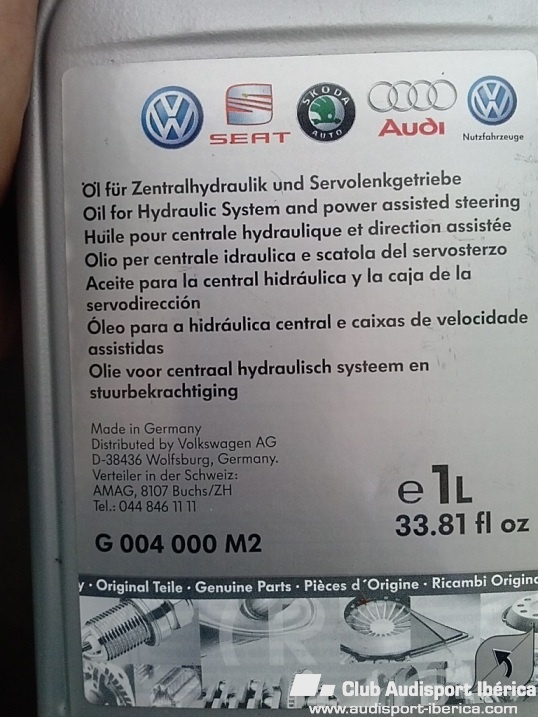 SEAT
SKODA
AUTO
Audi
Nutzfahrzeuge
Öl für Zentralhydraulik und Servolenkgetriebe
Oil for Hydraulic System and power assisted steering
Huile pour centrale hydraulique et direction assistée
Olio per centrale idraulica e scatola del servosterzo
Aceite para la central hidráulica y la caja de la
servodirección
Óleo para a hidráulica central e caixas de velocidade
assistidas
Olie voor centraal hydraulisch systeem en
stuurbekrachtiging
Made in Germany
Distributed by Volkswagen AG
D-38436 Wolfsburg, Germany.
Verteiler in der Schweiz:
AMAG, 8107 Buchs/ZH
Tel.: 044 846 11 11
e 1L
33.81 fl oz
G 004 000 M2
y · Original Teile · Genuine Parts · Pièces d´Origine · Ricambi Origina
Club Audisport Ibérica
www.audisport-iberica.com